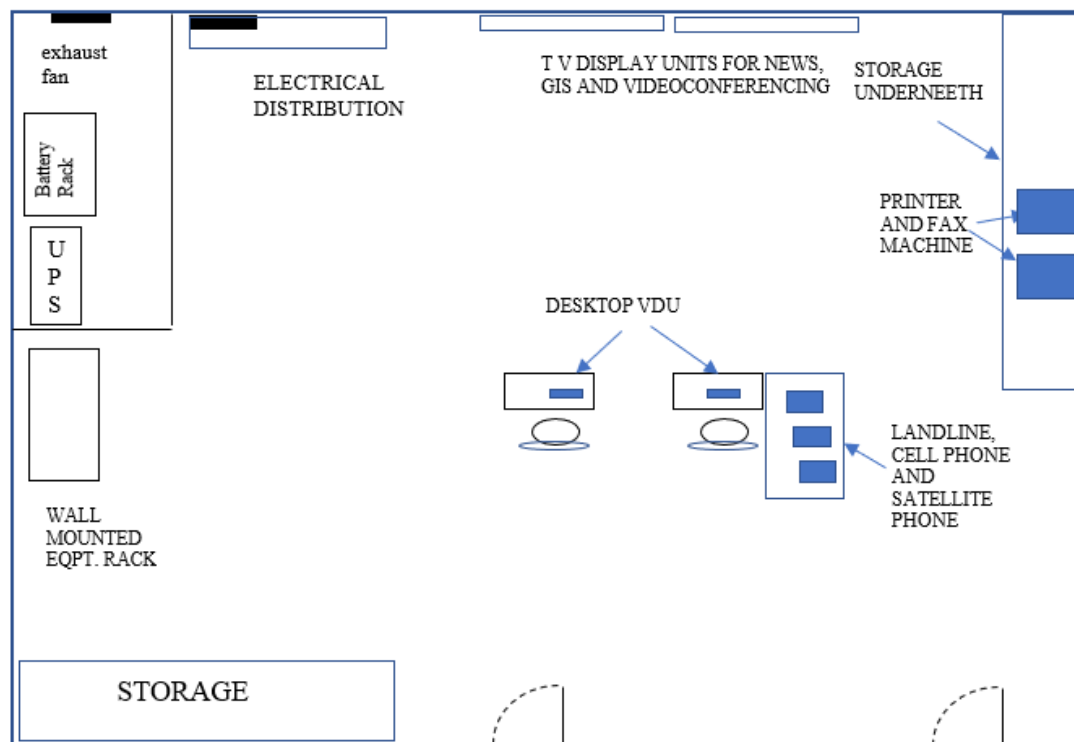 exhaust
fan
ELECTRICAL
DISTRIBUTION
T V DISPLAY UNITS FOR NEWS,
GIS AND VIDEOCONFERENCING
STORAGE
UNDERNEETH
Battery
Rack
PRINTER
AND FAX
MACHINE
U
P
S
DESKTOP VDU
LANDLINE,
CELL PHONE
AND
SATELLITE
PHONE
WALL
MOUNTED
EQPT. RACK
STORAGE